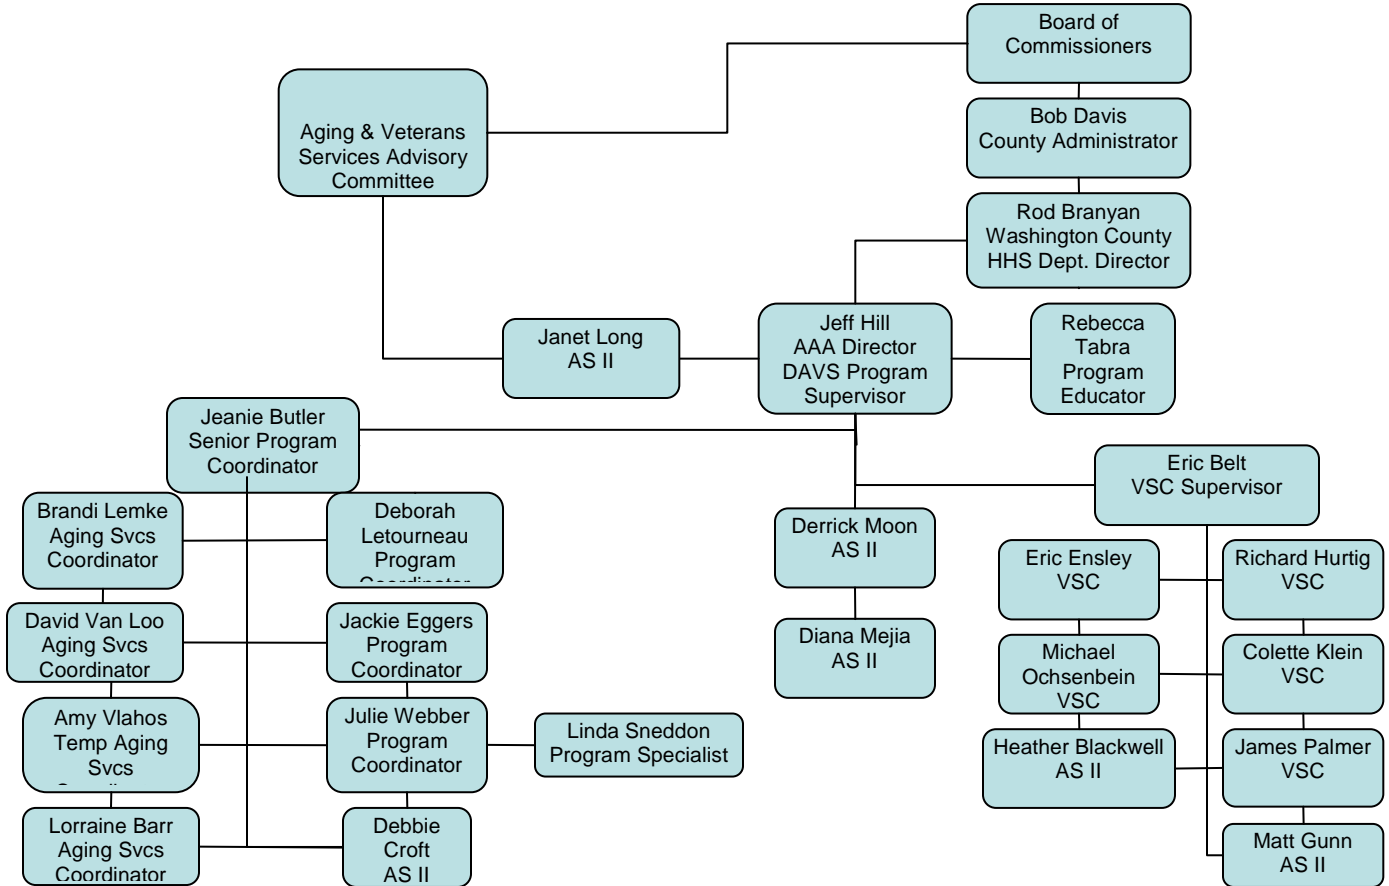 Board of
Commissioners
Aging & Veterans
Services Advisory
Committee
Bob Davis
County Administrator
Rod Branyan
Washington County
HHS Dept. Director
Janet Long
AS II
Jeff Hill
AAA Director
DAVS Program
Supervisor
Rebecca
Tabra
Program
Educator
Jeanie Butler
Senior Program
Coordinator
Eric Belt
VSC Supervisor
Brandi Lemke
Aging Svcs
Coordinator
Deborah
Letourneau
Program
Derrick Moon
AS II
Eric Ensley
VSC
Richard Hurtig
VSC
David Van Loo
Aging Svcs
Coordinator
Jackie Eggers
Program
Coordinator
Diana Mejia
AS II
Michael
Ochsenbein
VSC
Colette Klein
VSC
Amy Vlahos
Temp Aging
Svcs
Julie Webber
Program
Coordinator
Linda Sneddon
Program Specialist
Heather Blackwell
AS II
James Palmer
VSC
Lorraine Barr
Aging Svcs
Coordinator
Debbie
Croft
AS II
Matt Gunn
AS II